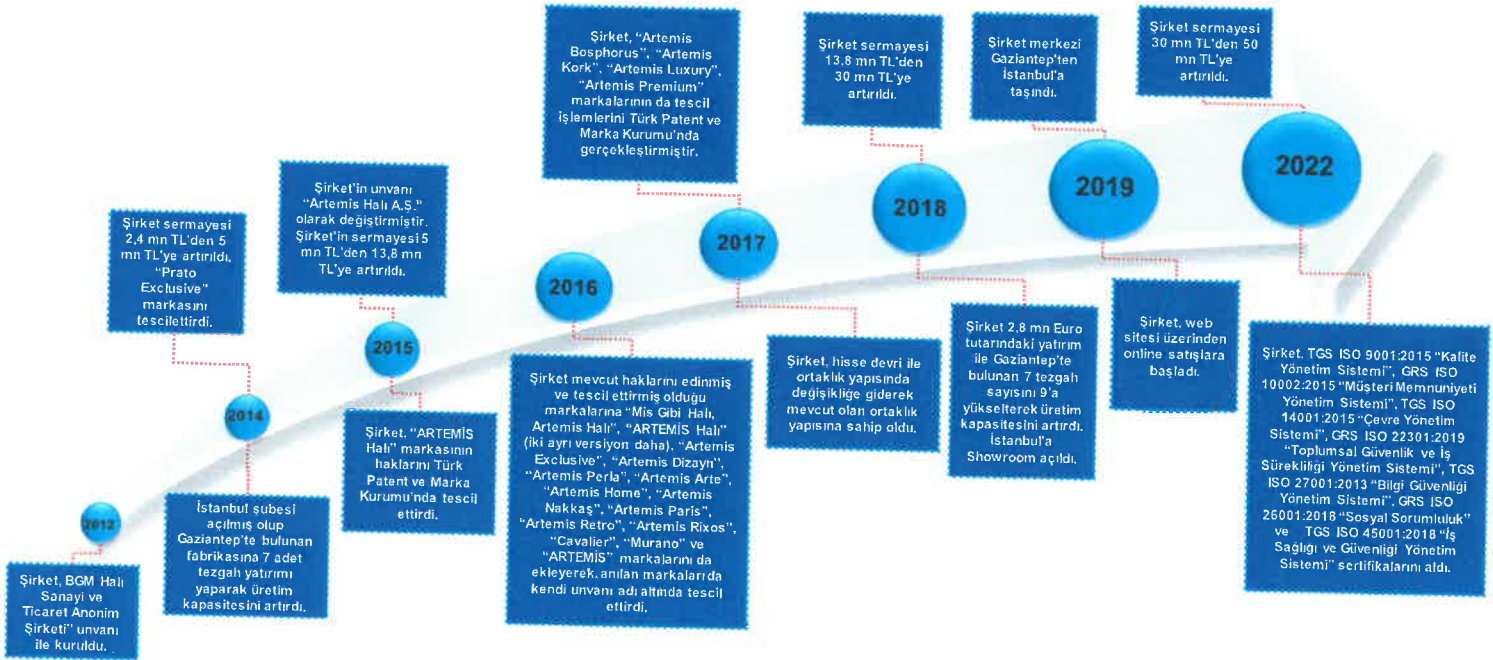 2012
Şirket, BGM Halı
Sanayi ve
Ticaret Anonim
Şirketi" unvanı
ile kuruldu.
Şirket sermayesi
2,4 mn TL'den 5
mn TL'ye artırıldı.
"Prato
Exclusive"
markasını
tescilettirdi.
2014
İstanbul şubesi
açılmış olup
Gaziantep'te bulunan
fabrikasına 7 adet
tezgah yatırımı
yaparak üretim
kapasitesini artırdı.
Şirket'in unvanı
"Artemis Halı A.Ş."
olarak değiştirmiştir.
Şirket'in sermayesi 5
mn TL'den 13,8 mn
TL'ye artırıldı.
2015
Şirket, "ARTEMİS
Halı" markasının
haklarını Türk
Patent ve Marka
Kurumu'nda tescil
ettirdi.
2016
Şirket mevcut haklarını edinmiş
ve tescil ettirmiş olduğu
markalarına "Mis Gibi Halı,
Artemis Halı", "ARTEMİS Halı"
(iki ayrı versiyon daha), "Artemis
Exclusive", "Artemis Dizayn",
"Artemis Perla", "Artemis Arte",
"Artemis Home", "Artemis
Nakkaş", "Artemis Paris",
"Artemis Retro", "Artemis Rixos",
"Cavalier", "Murano" ve
"ARTEMİS" markalarını da
ekleyerek, anılan markaları da
kendi unvanı adı altında tescil
ettirdi.
Şirket, "Artemis
Bosphorus", "Artemis
Kork", "Artemis Luxury",
"Artemis Premium"
markalarının da tescil
işlemlerini Türk Patent ve
Marka Kurumu'nda
gerçekleştirmiştir.
2017
Şirket, hisse devri ile
ortaklık yapısında
değişikliğe giderek
mevcut olan ortaklık
yapısına sahip oldu.
Şirket sermayesi
13,8 mn TL'den
30 mn TL'ye
artırıldı.
2018
Şirket 2,8 mn Euro
tutarındaki yatırım
ile Gaziantep'te
bulunan 7 tezgah
sayısını 9'a
yükselterek üretim
kapasitesini artırdı.
İstanbul'a
Showroom açıldı.
Şirket merkezi
Gaziantep'ten
İstanbul'a
taşındı.
2019
Şirket, web
sitesi üzerinden
online satışlara
başladı.
Şirket sermayesi
30 mn TL'den 50
mn TL'ye
artırıldı.
2022
Şirket, TGS ISO 9001:2015 "Kalite
Yönetim Sistemi", GRS ISO
10002:2015 "Müşteri Memnuniyeti
Yönetim Sistemi", TGS ISO
14001:2015 "Çevre Yönetim
Sistemi", GRS ISO 22301:2019
"Toplumsal Güvenlik ve İş
Sürekliliği Yönetim Sistemi", TGS
ISO 27001:2013 "Bilgi Güvenliği
Yönetim Sistemi", GRS ISO
26001:2018 "Sosyal Sorumluluk"
ve TGS ISO 45001:2018 "İş
Sağlığı ve Güvenliği Yönetim
Sistemi" sertifikalarını aldı.